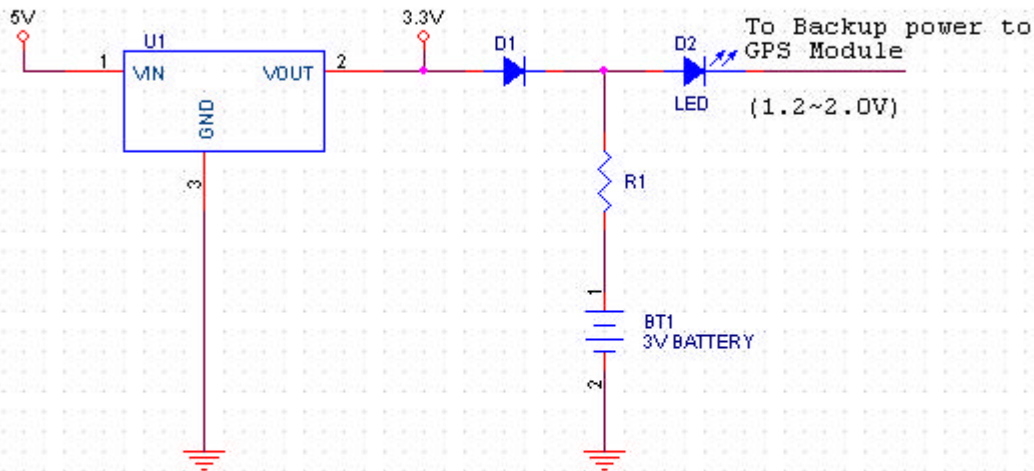 5V
U1
1
VIN
VOUT
2
GND
3
3.3V
D1
D2
LED
To Backup power to
GPS Module
(1.2~2.0V)
R1
1
BT1
3V BATTERY
2